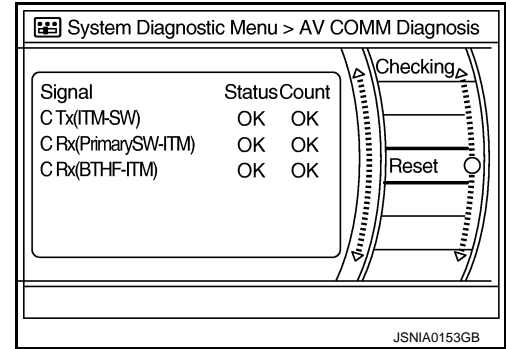 System Diagnostic Menu > AV COMM Diagnosis
Checking
Signal Status Count
C Tx(ITM-SW) OK OK
C Rx(PrimarySW-ITM) OK OK
C Rx(BTHF-ITM) OK OK
Reset
JSNIA0153GB